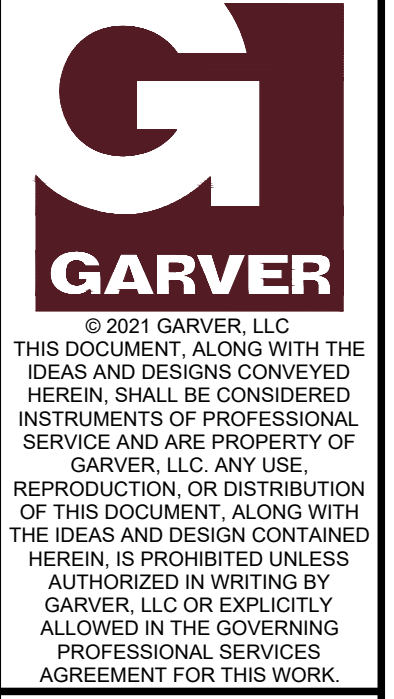 GARVER
© 2021 GARVER, LLC
THIS DOCUMENT, ALONG WITH THE
IDEAS AND DESIGNS CONVEYED
HEREIN, SHALL BE CONSIDERED
INSTRUMENTS OF PROFESSIONAL
SERVICE AND ARE PROPERTY OF
GARVER, LLC. ANY USE,
REPRODUCTION, OR DISTRIBUTION
OF THIS DOCUMENT, ALONG WITH
THE IDEAS AND DESIGN CONTAINED
HEREIN, IS PROHIBITED UNLESS
AUTHORIZED IN WRITING BY
GARVER, LLC OR EXPLICITLY
ALLOWED IN THE GOVERNING
PROFESSIONAL SERVICES
AGREEMENT FOR THIS WORK.